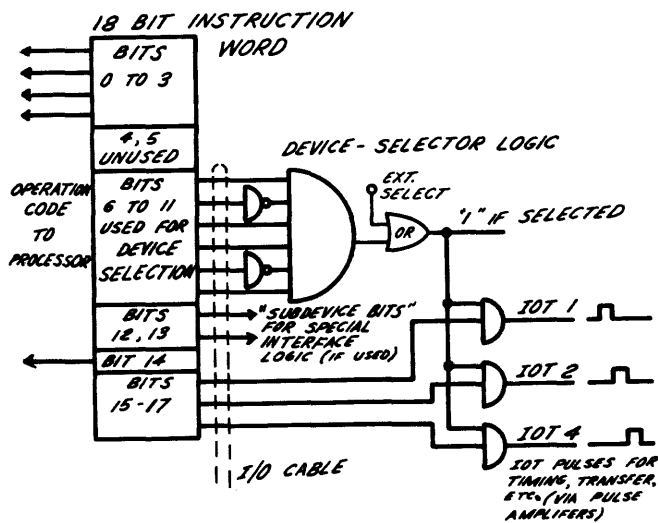 18 BIT INSTRUCTION
WORD
BITS
0 TO 3
4, 5
UNUSED
OPERATION
CODE
TO
PROCESSOR
BITS
6 TO 11
USED FOR
DEVICE
SELECTION
BITS
12, 13
BIT 14
BITS
15-17
DEVICE-SELECTOR LOGIC
EXT.
SELECT
OR
"1" IF SELECTED
"SUBDEVICE BITS"
FOR SPECIAL
INTERFACE
LOGIC (IF USED)
I/O CABLE
IOT 1
IOT 2
IOT 4
IOT PULSES FOR
TIMING, TRANSFER,
ETC. (VIA PULSE
AMPLIFERS)